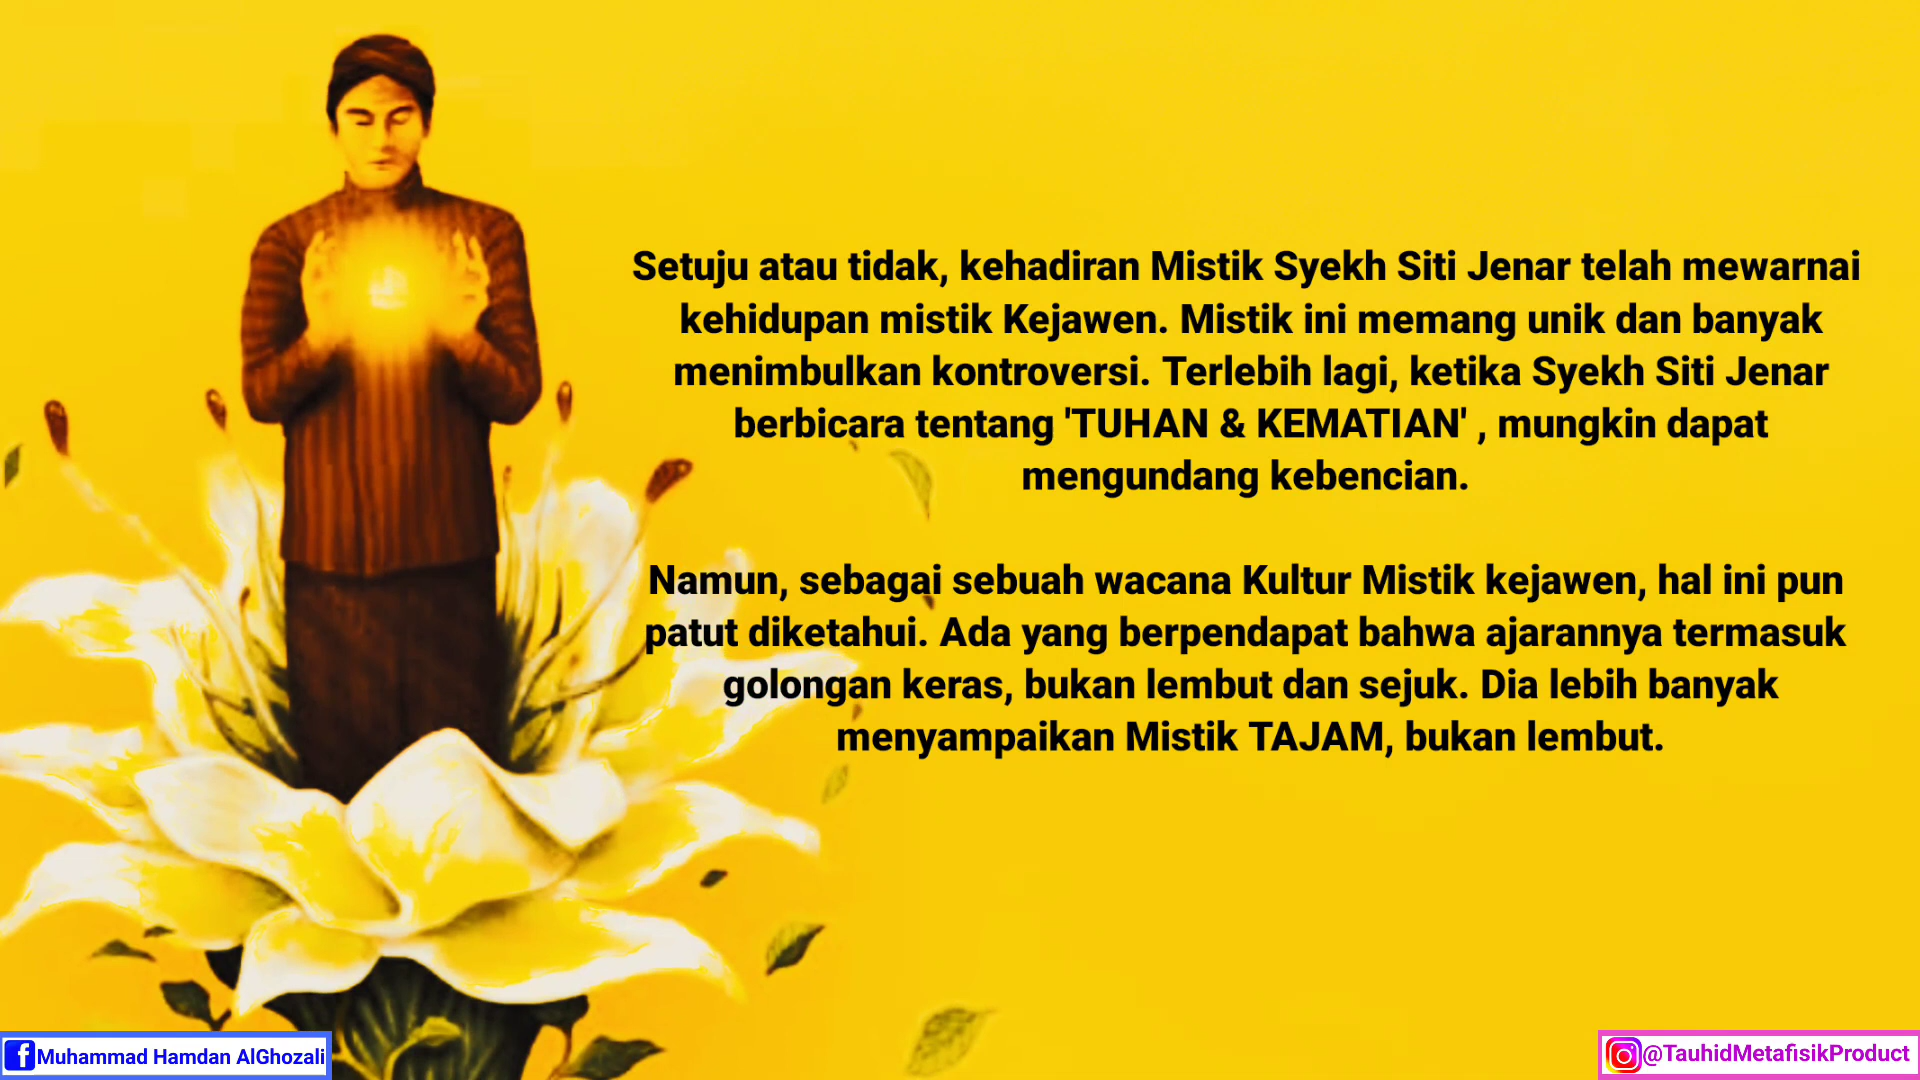 Setuju atau tidak, kehadiran Mistik Syekh Siti Jenar telah mewarnai
kehidupan mistik Kejawen. Mistik ini memang unik dan banyak
menimbulkan kontroversi. Terlebih lagi, ketika Syekh Siti Jenar
berbicara tentang 'TUHAN & KEMATIAN' , mungkin dapat
mengundang kebencian.
Namun, sebagai sebuah wacana Kultur Mistik kejawen, hal ini pun
patut diketahui. Ada yang berpendapat bahwa ajarannya termasuk
golongan keras, bukan lembut dan sejuk. Dia lebih banyak
menyampaikan Mistik TAJAM, bukan lembut.
Muhammad Hamdan AlGhozali
@TauhidMetafisikProduct